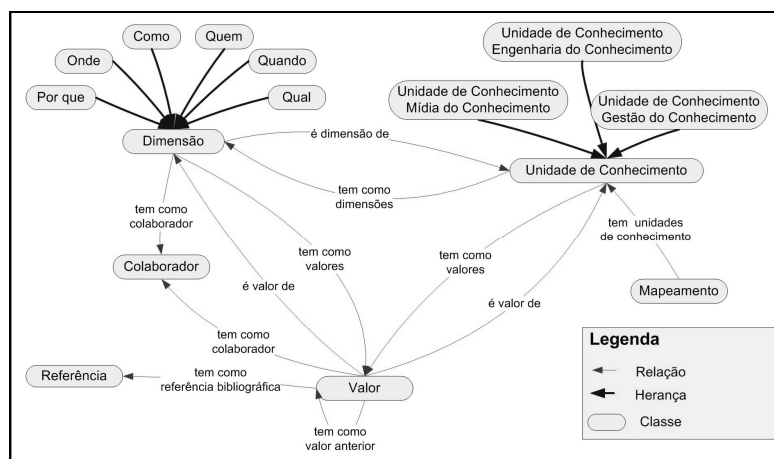 Como
Quem
Onde
Quando
Por que
Qual
Dimensão
Unidade de Conhecimento
Engenharia do Conhecimento
Unidade de Conhecimento
Mídia do Conhecimento
Unidade de Conhecimento
Gestão do Conhecimento
Unidade de Conhecimento
é dimensão de
tem como
dimensões
tem como
colaborador
tem como
valores
é valor de
tem como
valores
é valor de
tem unidades
de conhecimento
Colaborador
Mapeamento
tem como
colaborador
Referência
tem como
referência bibliográfica
Valor
tem como
valor anterior
Legenda
Relação
Herança
Classe